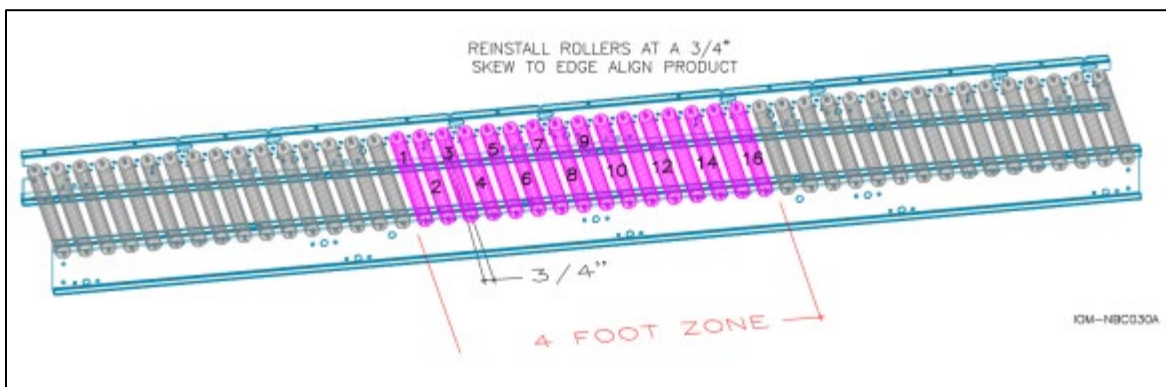 REINSTALL ROLLERS AT A 3/4"
SKEW TO EDGE ALIGN PRODUCT
1 3 5 7 9
2 4 6 8 10 12 14 16
3/4"
4 FOOT ZONE
IOM-NBC030A